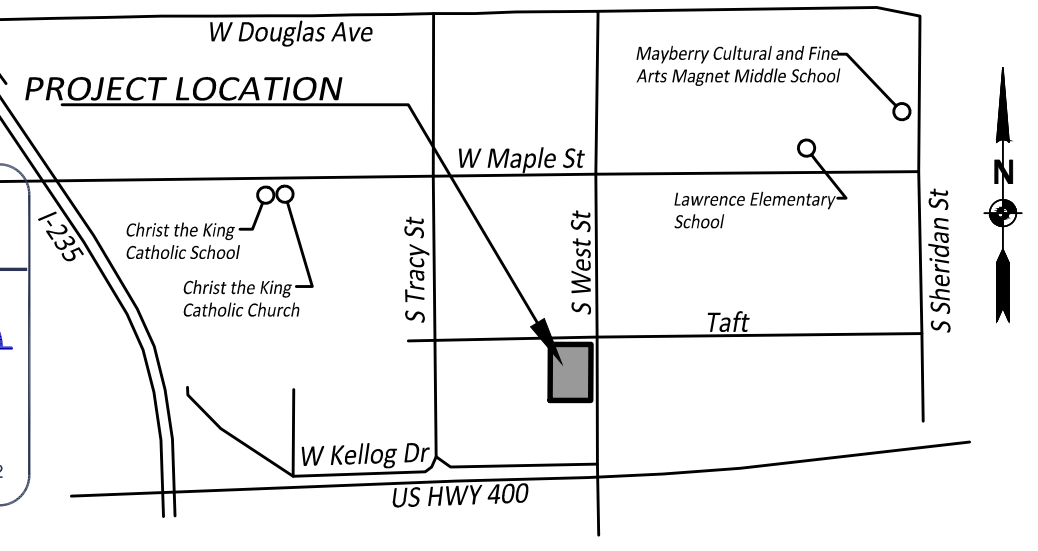 W Douglas Ave
Mayberry Cultural and Fine
Arts Magnet Middle School
PROJECT LOCATION
W Maple St
N
Lawrence Elementary
School
I-235
Christ the King
Catholic School
S Tracy St
S West St
S Sheridan St
Christ the King
Catholic Church
Taft
W Kellog Dr
US HWY 400